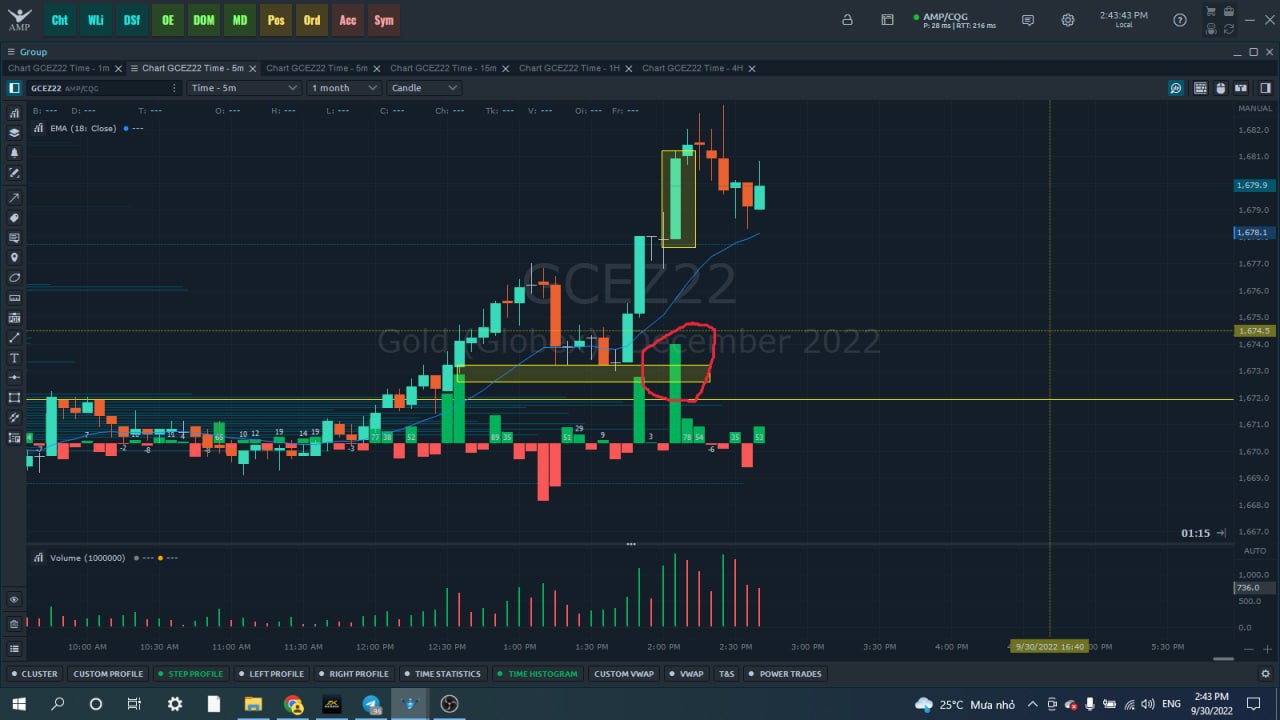 AMP Cht WLi DSf OE DOM MD Pos Ord Acc Sym AMP/CQG 2:43:43 PM
P: 28 ms | RTT: 216 ms Local
Group
Chart GCEZ22 Time - 1m Chart GCEZ22 Time - 5m Chart GCEZ22 Time - 5m Chart GCEZ22 Time - 15m Chart GCEZ22 Time - 1H Chart GCEZ22 Time - 4H
GCEZ22 AMP/CQG Time - 5m 1 month Candle
B: --- D: --- T: --- O: --- H: --- L: --- C: --- Ch: --- Tk: --- V: --- Oi: --- Fr: --- MANUAL
EMA (18: Close) ---
1,682.0
1,681.0
1,679.9
1,679.0
1,678.1
1,677.0
GCEZ22
1,676.0
1,675.0
1,674.5
Gold (Globex): December 2022
1,674.0
1,673.0
1,672.0
1,671.0
7 10 11 4 65 10 12 19 14 19 77 38 52 89 35 51 29 9 3 78 54 35 53
-2 -8 -8 -3 -6
1,670.0
1,669.0
1,668.0
1,667.0
01:15
AUTO
Volume (1000000) --- ---
1,000.0
736.0
500.0
0.0
10:00 AM 10:30 AM 11:00 AM 11:30 AM 12:00 PM 12:30 PM 1:00 PM 1:30 PM 2:00 PM 2:30 PM 3:00 PM 3:30 PM 4:00 PM 9/30/2022 16:40 5:30 PM
CLUSTER CUSTOM PROFILE STEP PROFILE LEFT PROFILE RIGHT PROFILE TIME STATISTICS TIME HISTOGRAM CUSTOM VWAP VWAP T&S POWER TRADES
25°C Mưa nhỏ ENG 2:43 PM
9/30/2022